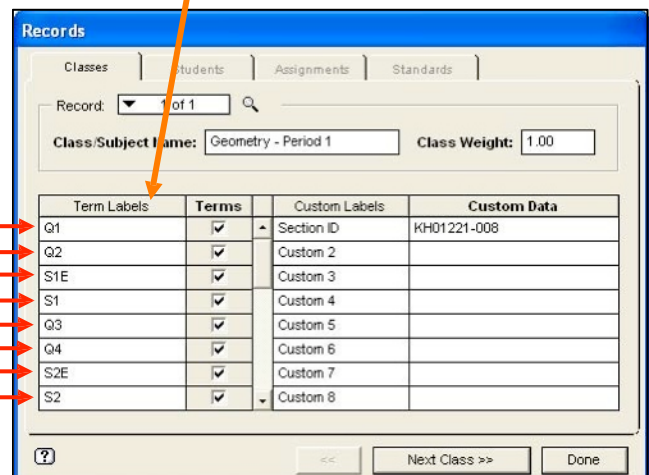 Records
Classes Students Assignments Standards
Record: 1 of 1
Class/Subject Name: Geometry - Period 1 Class Weight: 1.00
Term Labels Terms Custom Labels Custom Data
Q1 Section ID KH01221-008
Q2 Custom 2
S1E Custom 3
S1 Custom 4
Q3 Custom 5
Q4 Custom 6
S2E Custom 7
S2 Custom 8
? << Next Class >> Done